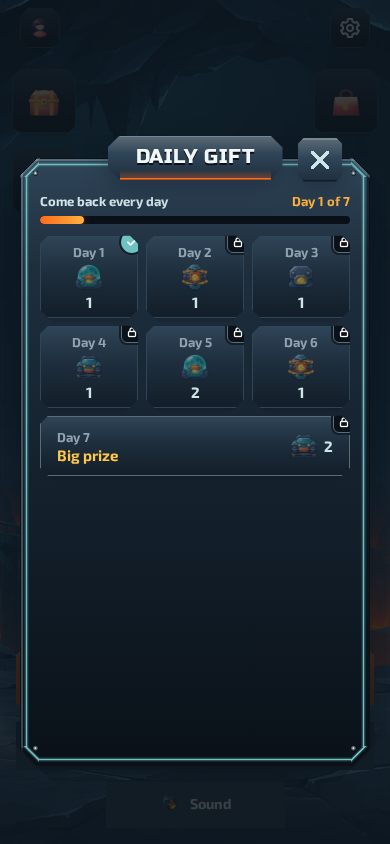 DAILY GIFT
Come back every day
Day 1 of 7
Day 1
1
Day 2
1
Day 3
1
Day 4
1
Day 5
2
Day 6
1
Day 7
Big prize
2
Sound